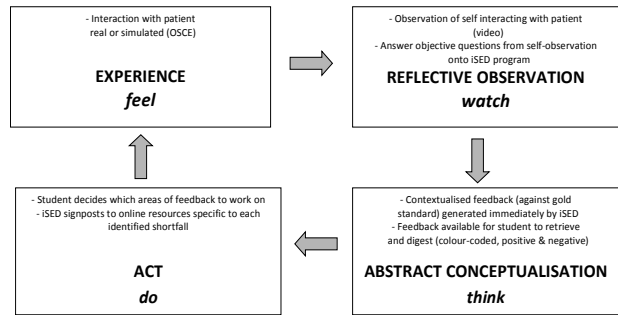 - Interaction with patient
real or simulated (OSCE)
EXPERIENCE
feel
- Observation of self interacting with patient
(video)
- Answer objective questions from self-observation
onto iSED program
REFLECTIVE OBSERVATION
watch
- Student decides which areas of feedback to work on
- iSED signposts to online resources specific to each
identified shortfall
ACT
do
- Contextualised feedback (against gold
standard) generated immediately by iSED
- Feedback available for student to retrieve
and digest (colour-coded, positive & negative)
ABSTRACT CONCEPTUALISATION
think